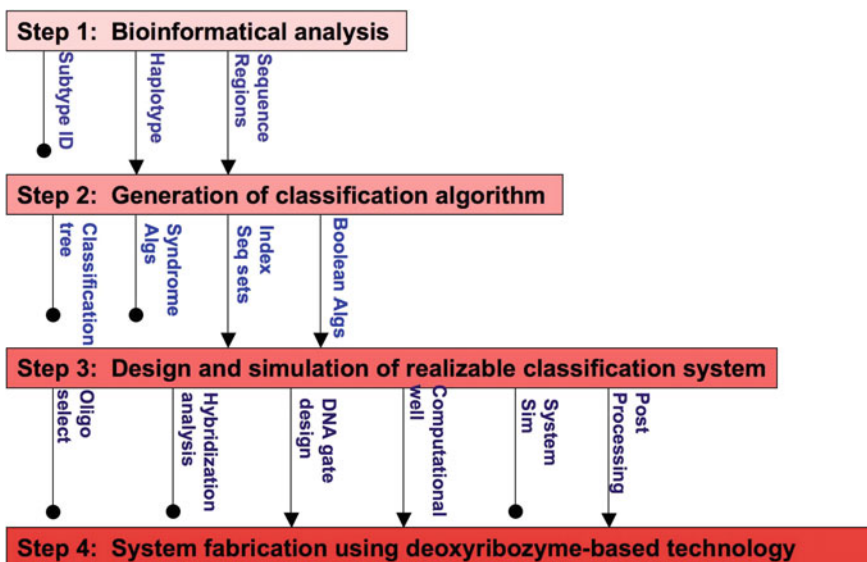 Step 1: Bioinformatical analysis
Subtype ID
Haplotype
Sequence
Regions
Step 2: Generation of classification algorithm
Classification
tree
Syndrome
Algs
Index
Seq sets
Boolean Algs
Step 3: Design and simulation of realizable classification system
Oligo
select
Hybridization
analysis
DNA gate
design
Computational
well
System
Sim
Post
Processing
Step 4: System fabrication using deoxyribozyme-based technology